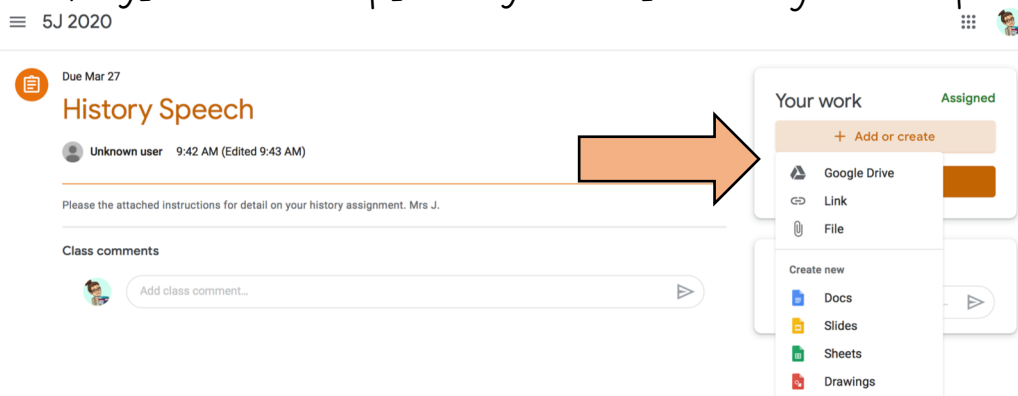 5J 2020
Due Mar 27
History Speech
Unknown user 9:42 AM (Edited 9:43 AM)
Please the attached instructions for detail on your history assignment. Mrs J.
Class comments
Add class comment...
Your work Assigned
+ Add or create
Google Drive
Link
File
Create new
Docs
Slides
Sheets
Drawings